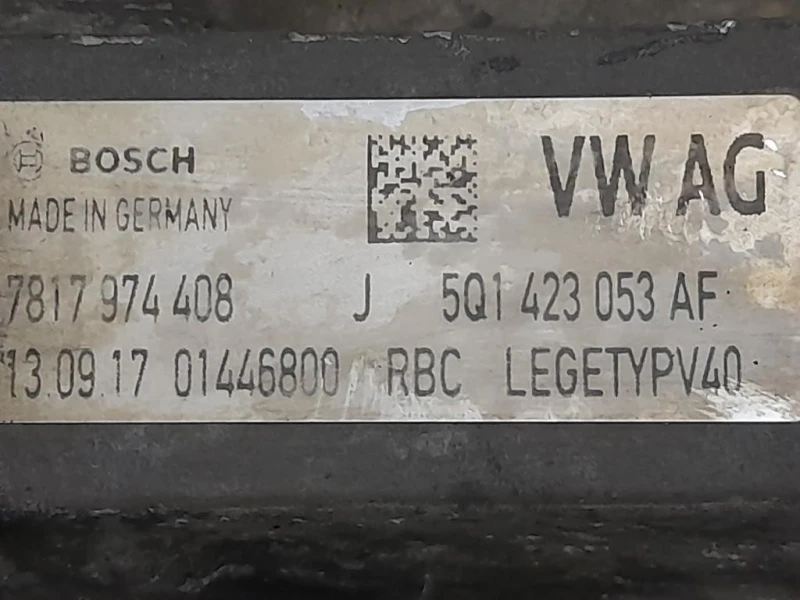 BOSCH
VW AG
MADE IN GERMANY
7817 974 408 J 5Q1 423 053 AF
13.09.17 01446800 RBC LEGETYPV40